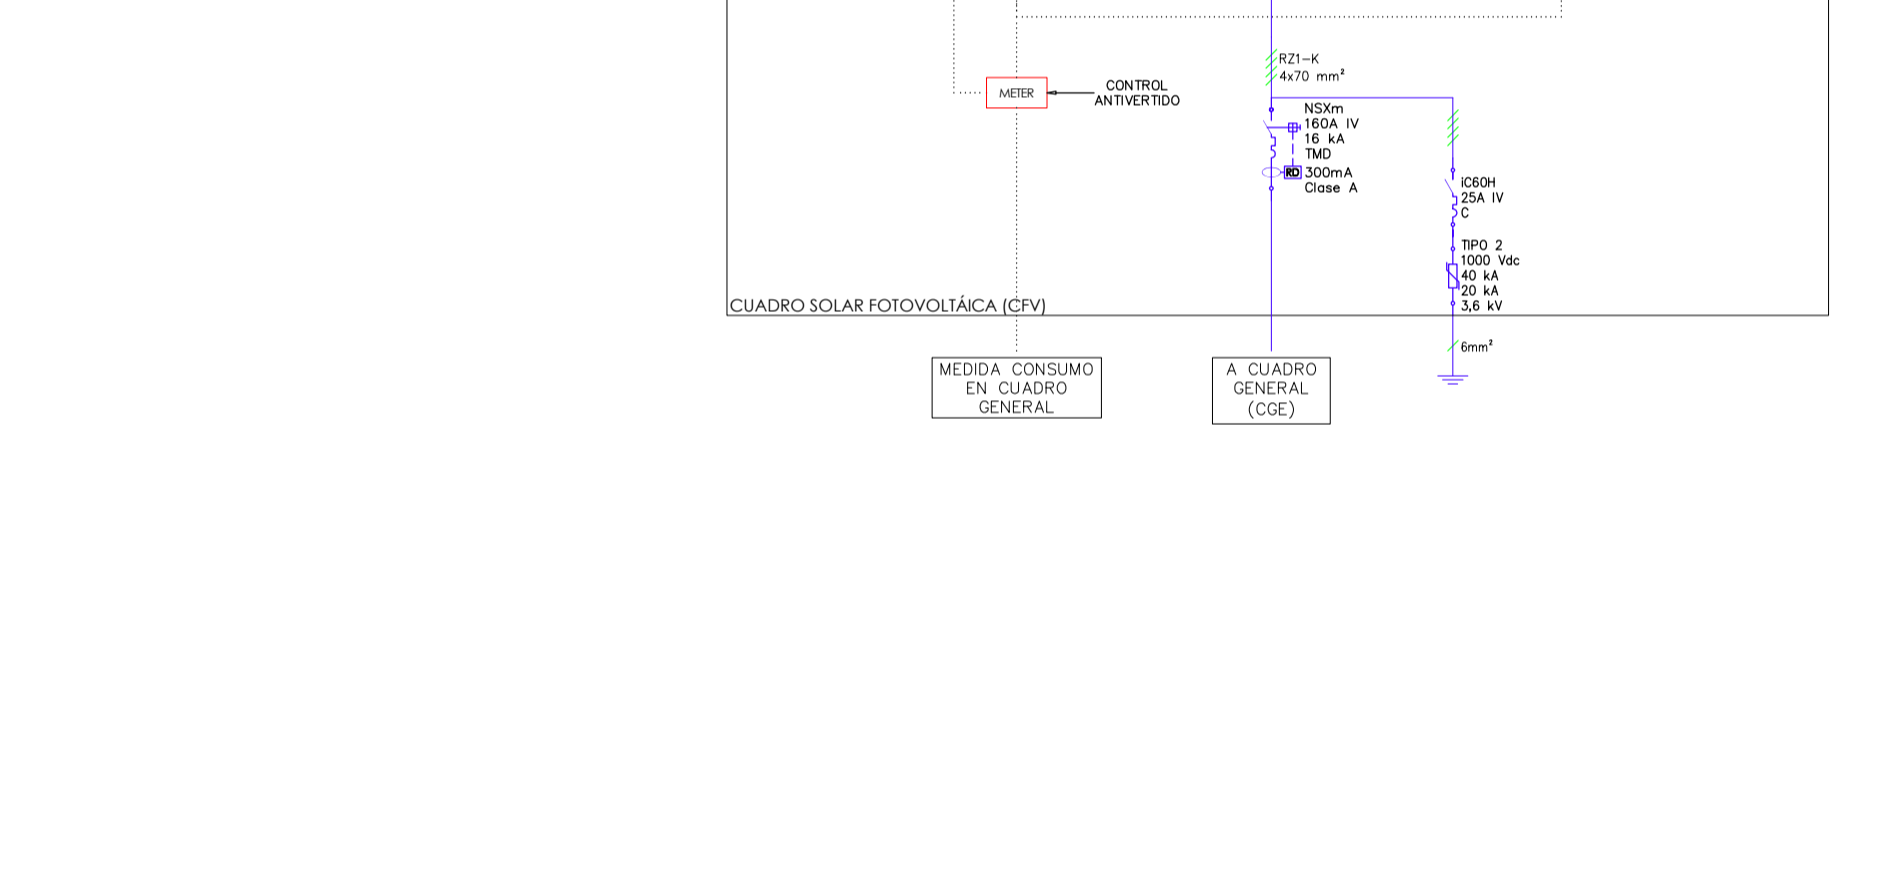 RZ1-K
4x70 mm²
METER
CONTROL
ANTIVERTIDO
NSXm
160A IV
16 kA
TMD
RD 300mA
Clase A
iC60H
25A IV
C
TIPO 2
1000 Vdc
40 kA
20 kA
3,6 kV
CUADRO SOLAR FOTOVOLTÁICA (CFV)
6mm²
MEDIDA CONSUMO
EN CUADRO
GENERAL
A CUADRO
GENERAL
(CGE)